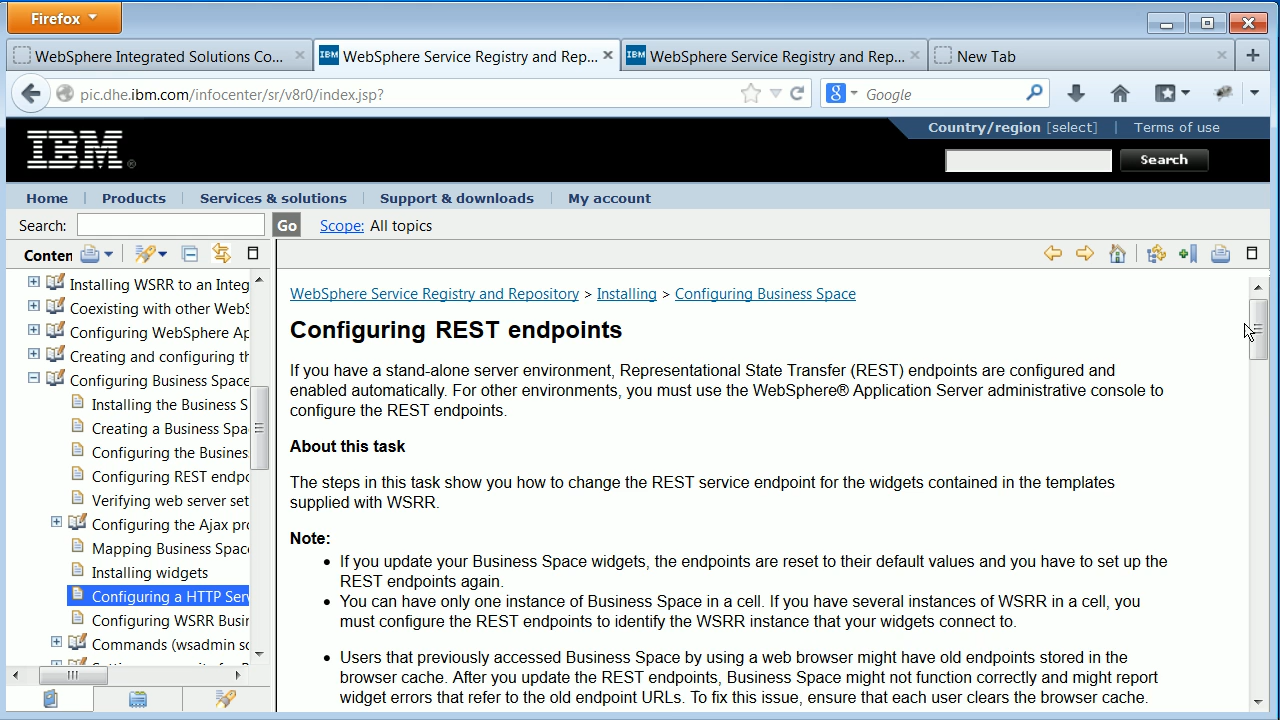 Firefox
WebSphere Integrated Solutions Co...
WebSphere Service Registry and Rep...
WebSphere Service Registry and Rep...
New Tab
pic.dhe.ibm.com/infocenter/sr/v8r0/index.jsp?
Google
Country/region [select] | Terms of use
IBM
Search
Home | Products | Services & solutions | Support & downloads | My account
Search:
Go
Scope: All topics
Conten
Installing WSRR to an Integ
Coexisting with other WebS
Configuring WebSphere Ap
Creating and configuring th
Configuring Business Space
Installing the Business S
Creating a Business Spa
Configuring the Busines
Configuring REST endpo
Verifying web server set
Configuring the Ajax pro
Mapping Business Space
Installing widgets
Configuring a HTTP Serv
Configuring WSRR Busin
Commands (wsadmin sc
WebSphere Service Registry and Repository > Installing > Configuring Business Space
Configuring REST endpoints
If you have a stand-alone server environment, Representational State Transfer (REST) endpoints are configured and
enabled automatically. For other environments, you must use the WebSphere® Application Server administrative console to
configure the REST endpoints.
About this task
The steps in this task show you how to change the REST service endpoint for the widgets contained in the templates
supplied with WSRR.
Note:
• If you update your Business Space widgets, the endpoints are reset to their default values and you have to set up the
REST endpoints again.
• You can have only one instance of Business Space in a cell. If you have several instances of WSRR in a cell, you
must configure the REST endpoints to identify the WSRR instance that your widgets connect to.
• Users that previously accessed Business Space by using a web browser might have old endpoints stored in the
browser cache. After you update the REST endpoints, Business Space might not function correctly and might report
widget errors that refer to the old endpoint URLs. To fix this issue, ensure that each user clears the browser cache.